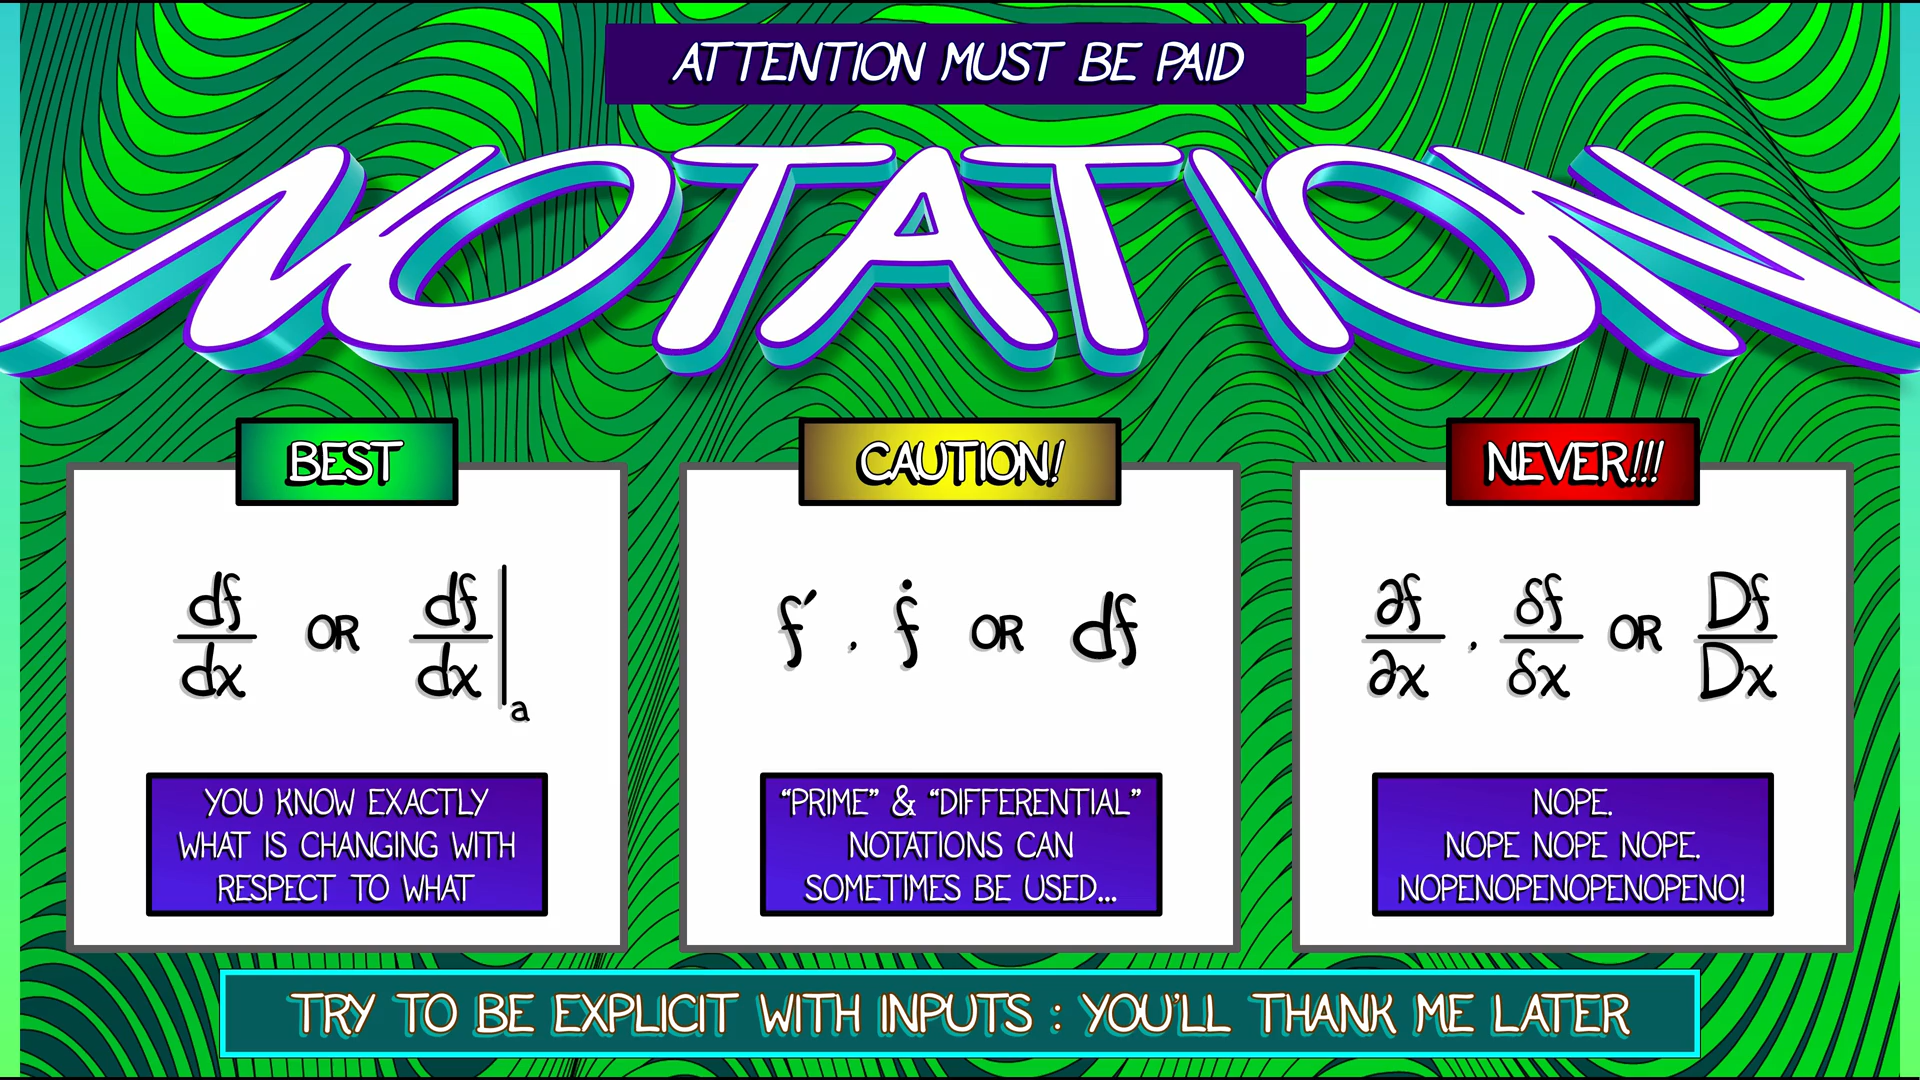 ATTENTION MUST BE PAID
NOTATION
BEST
df/dx OR df/dx|a
YOU KNOW EXACTLY
WHAT IS CHANGING WITH
RESPECT TO WHAT
CAUTION!
f′, ḟ OR df
“PRIME” & “DIFFERENTIAL”
NOTATIONS CAN
SOMETIMES BE USED...
NEVER!!!
∂f/∂x, δf/δx OR Df/Dx
NOPE.
NOPE NOPE NOPE.
NOPENOPENOPENOPENO!
TRY TO BE EXPLICIT WITH INPUTS : YOU'LL THANK ME LATER